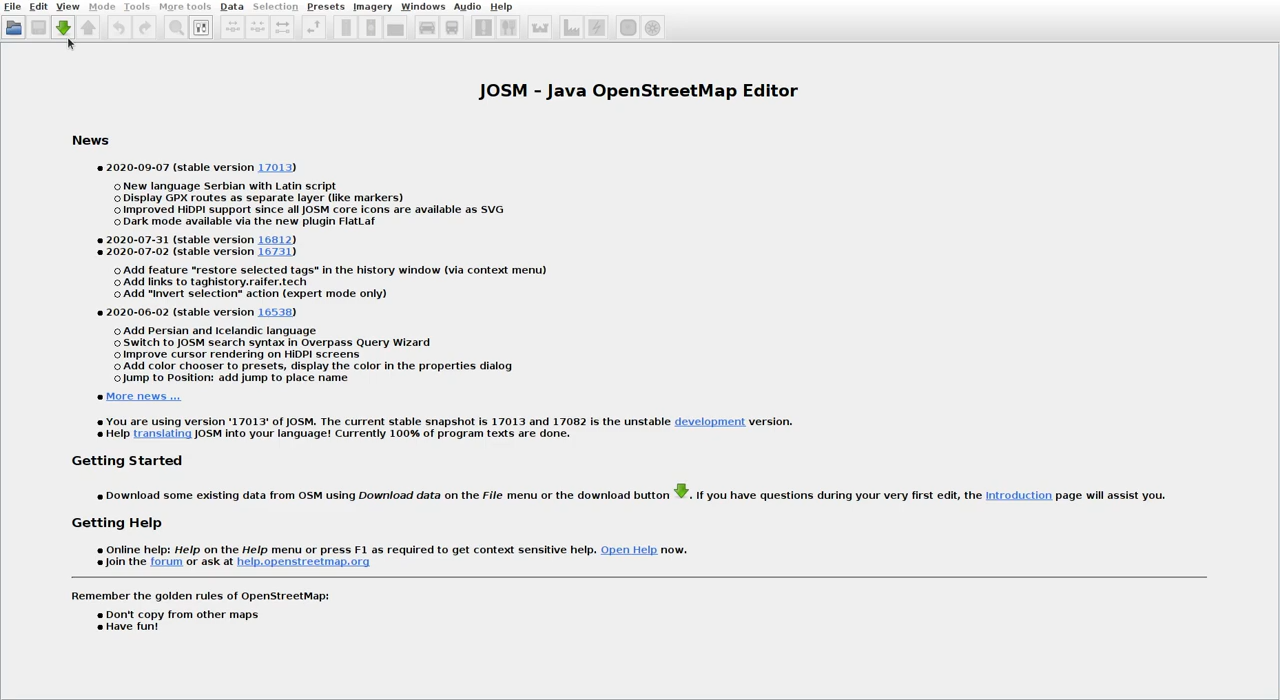 File Edit View Mode Tools More tools Data Selection Presets Imagery Windows Audio Help
JOSM – Java OpenStreetMap Editor
News
2020-09-07 (stable version 17013)
New language Serbian with Latin script
Display GPX routes as separate layer (like markers)
Improved HiDPI support since all JOSM core icons are available as SVG
Dark mode available via the new plugin FlatLaf
2020-07-31 (stable version 16812)
2020-07-02 (stable version 16731)
Add feature "restore selected tags" in the history window (via context menu)
Add links to taghistory.raifer.tech
Add "Invert selection" action (expert mode only)
2020-06-02 (stable version 16538)
Add Persian and Icelandic language
Switch to JOSM search syntax in Overpass Query Wizard
Improve cursor rendering on HiDPI screens
Add color chooser to presets, display the color in the properties dialog
Jump to Position: add jump to place name
More news ...
You are using version '17013' of JOSM. The current stable snapshot is 17013 and 17082 is the unstable development version.
Help translating JOSM into your language! Currently 100% of program texts are done.
Getting Started
Download some existing data from OSM using Download data on the File menu or the download button . If you have questions during your very first edit, the Introduction page will assist you.
Getting Help
Online help: Help on the Help menu or press F1 as required to get context sensitive help. Open Help now.
Join the forum or ask at help.openstreetmap.org
Remember the golden rules of OpenStreetMap:
Don't copy from other maps
Have fun!